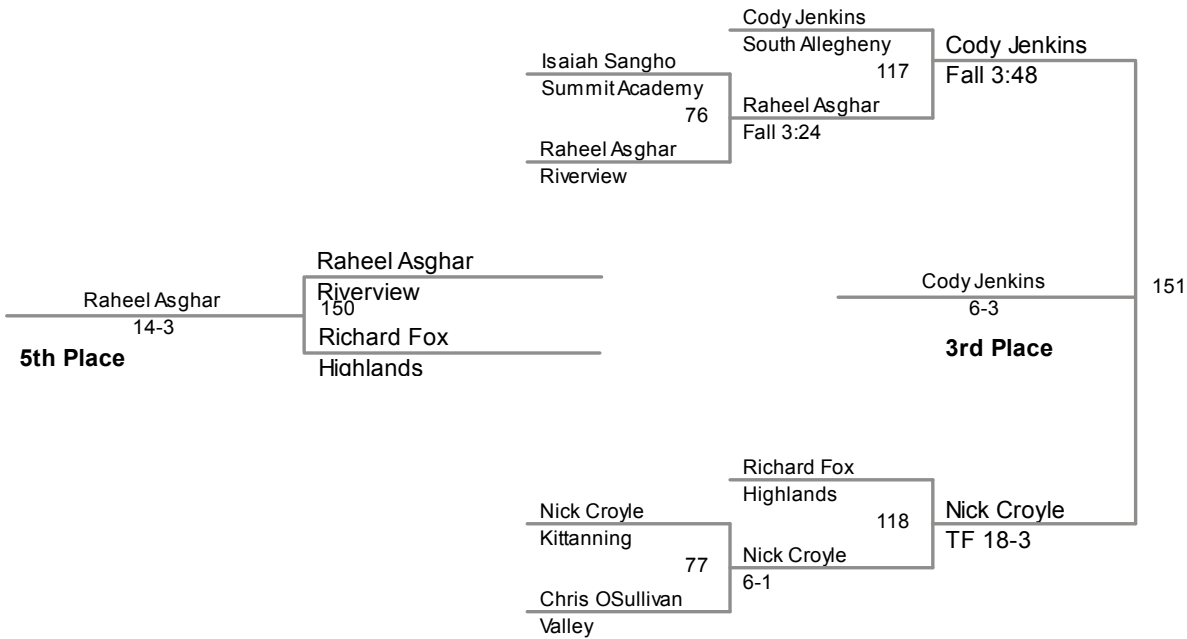 Cody Jenkins
South Allegheny
117
Cody Jenkins
Fall 3:48
Isaiah Sangho
Summit Academy
76
Raheel Asghar
Fall 3:24
Raheel Asghar
Riverview
Raheel Asghar
Riverview
150
Raheel Asghar
14-3
5th Place
Richard Fox
Highlands
Cody Jenkins
6-3
151
3rd Place
Richard Fox
Highlands
118
Nick Croyle
TF 18-3
Nick Croyle
Kittanning
77
Nick Croyle
6-1
Chris OSullivan
Valley